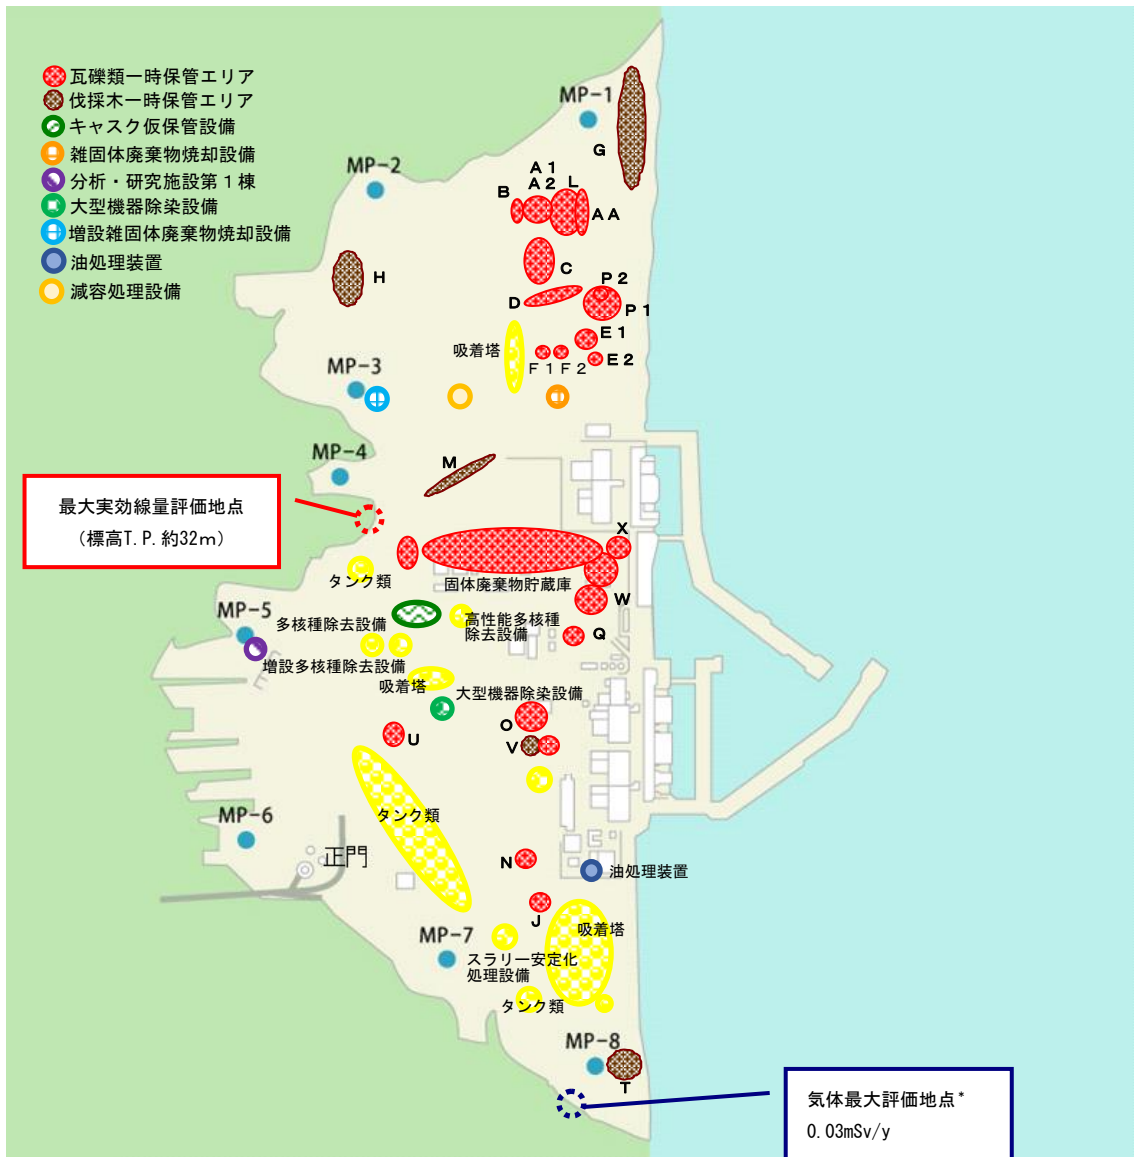 瓦礫類一時保管エリア
伐採木一時保管エリア
キャスク仮保管設備
雑固体廃棄物焼却設備
分析・研究施設第１棟
大型機器除染設備
増設雑固体廃棄物焼却設備
油処理装置
減容処理設備
MP-1
G
MP-2
A1
A2
L
B
AA
H
C
P2
D
P1
E1
吸着塔
E2
F1
F2
MP-3
MP-4
M
最大実効線量評価地点
（標高T.P.約32m）
X
タンク類
固体廃棄物貯蔵庫
W
MP-5
多核種除去設備
高性能多核種
除去設備
Q
増設多核種除去設備
吸着塔
大型機器除染設備
O
U
V
タンク類
MP-6
正門
N
油処理装置
J
吸着塔
MP-7
スラリー安定化
処理設備
タンク類
MP-8
T
気体最大評価地点*
0.03mSv/y